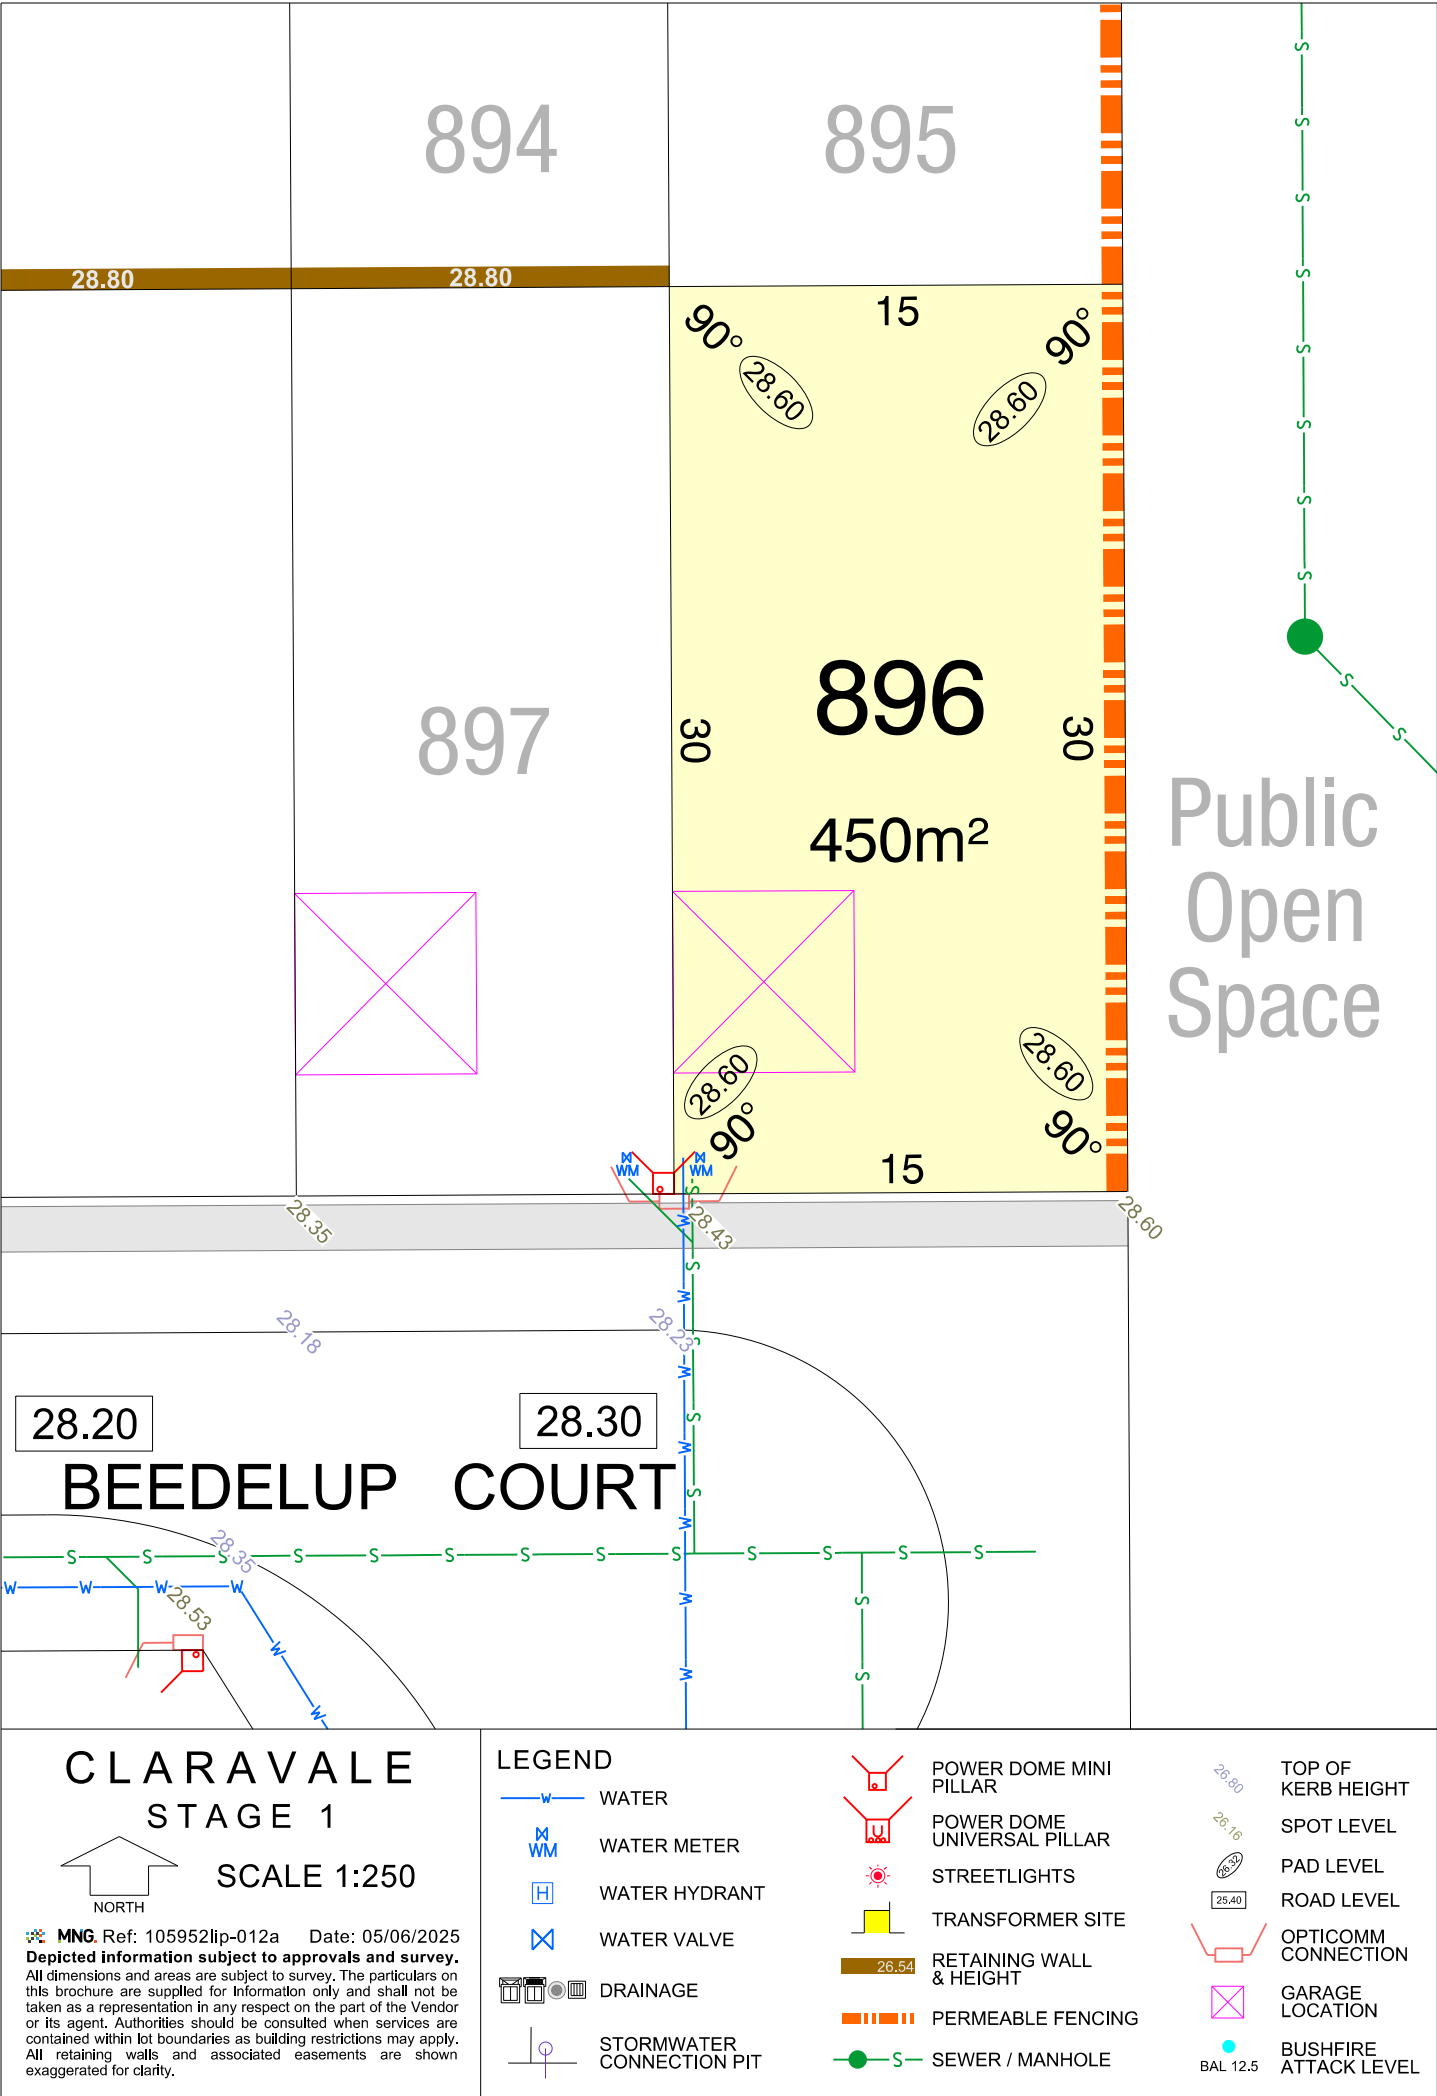 894
895
28.80
28.80
90°
15
90°
28.60
28.60
896
897
30
30
450m²
Public
Open
Space
28.60
28.60
90°
90°
15
WM
WM
S
W
28.35
28.43
28.60
28.18
28.23
28.20
28.30
BEEDELUP COURT
28.35
28.53
S S S S S S S S S S S S S
W W W W W
CLARAVALE
STAGE 1
SCALE 1:250
NORTH
MNG. Ref: 105952lip-012a Date: 05/06/2025
Depicted information subject to approvals and survey.
All dimensions and areas are subject to survey. The particulars on
this brochure are supplied for information only and shall not be
taken as a representation in any respect on the part of the Vendor
or its agent. Authorities should be consulted when services are
contained within lot boundaries as building restrictions may apply.
All retaining walls and associated easements are shown
exaggerated for clarity.
LEGEND
W WATER
WM WATER METER
H WATER HYDRANT
WATER VALVE
DRAINAGE
STORMWATER
CONNECTION PIT
POWER DOME MINI
PILLAR
U POWER DOME
UNIVERSAL PILLAR
STREETLIGHTS
TRANSFORMER SITE
26.54 RETAINING WALL
& HEIGHT
PERMEABLE FENCING
S SEWER / MANHOLE
26.80 TOP OF
KERB HEIGHT
26.16 SPOT LEVEL
26.32 PAD LEVEL
25.40 ROAD LEVEL
OPTICOMM
CONNECTION
GARAGE
LOCATION
BAL 12.5 BUSHFIRE
ATTACK LEVEL